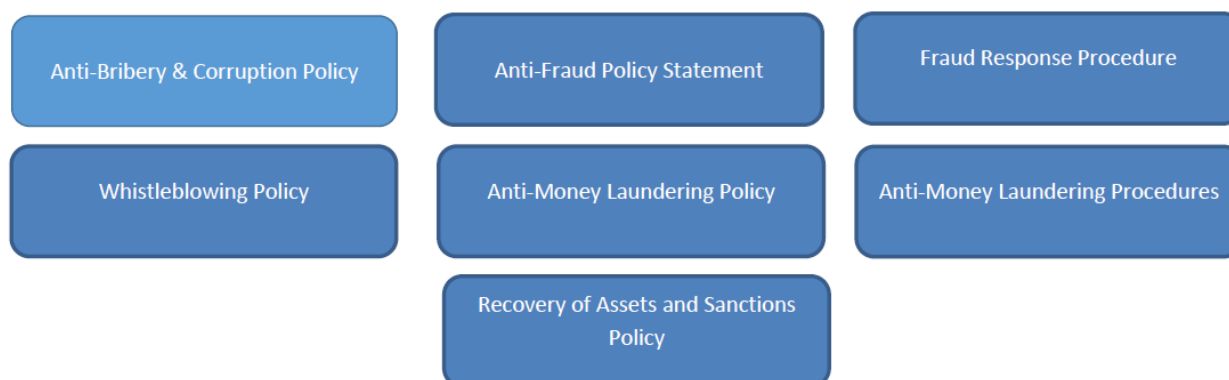 Anti-Bribery & Corruption Policy
Anti-Fraud Policy Statement
Fraud Response Procedure
Whistleblowing Policy
Anti-Money Laundering Policy
Anti-Money Laundering Procedures
Recovery of Assets and Sanctions
Policy